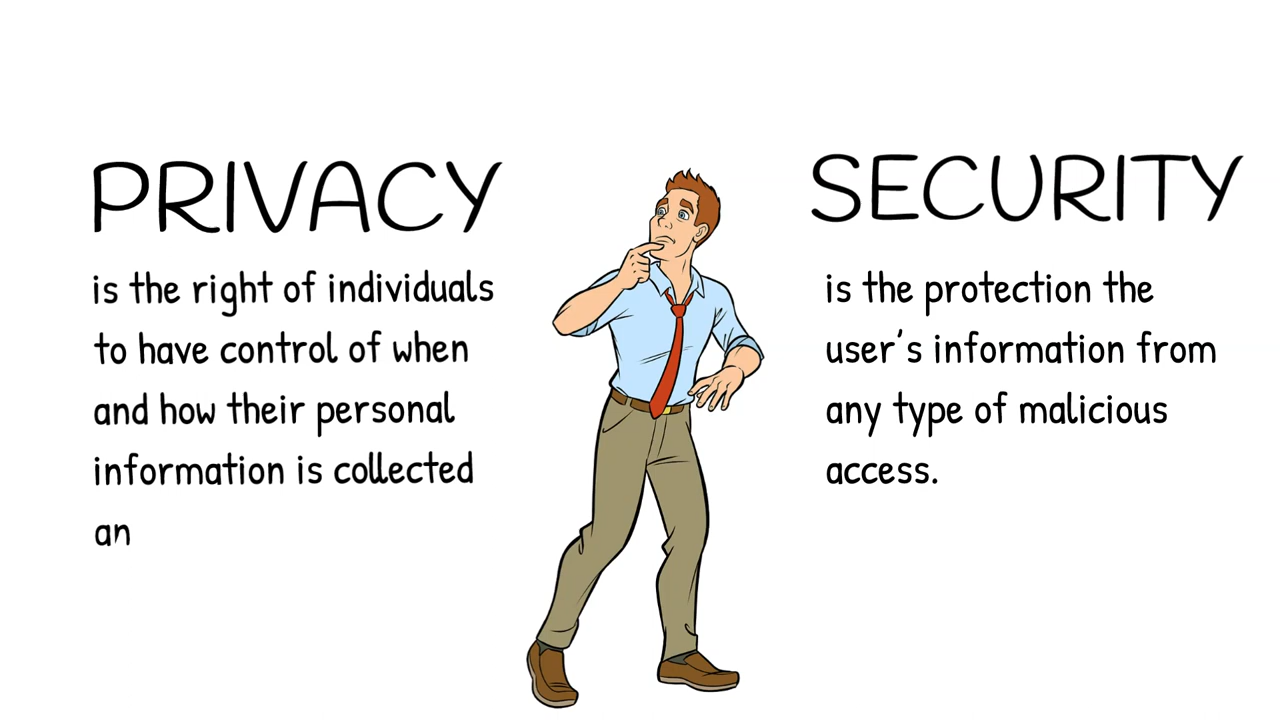 PRIVACY
is the right of individuals
to have control of when
and how their personal
information is collected
an
SECURITY
is the protection the
user's information from
any type of malicious
access.